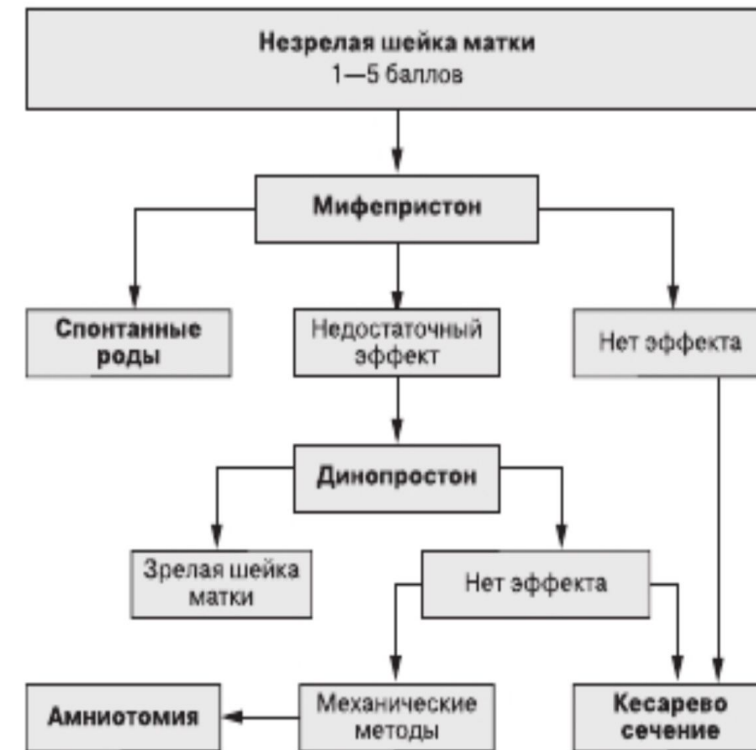 Незрелая шейка матки
1—5 баллов
Мифепристон
Спонтанные
роды
Недостаточный
эффект
Нет эффекта
Динопростон
Зрелая шейка
матки
Нет эффекта
Амниотомия
Механические
методы
Кесарево
сечение